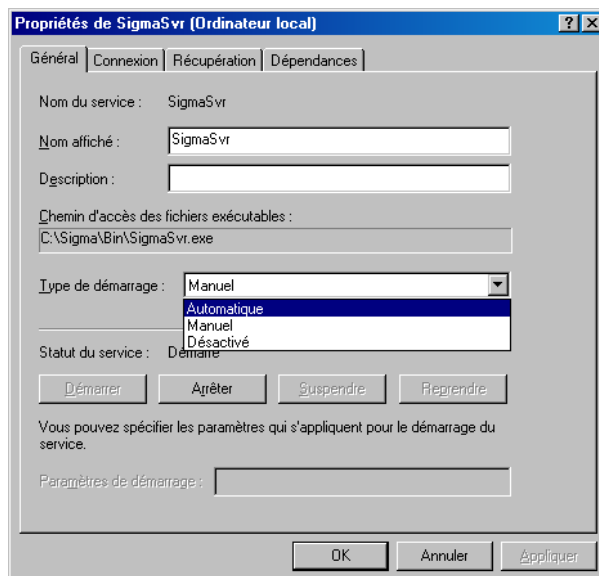 Propriétés de SigmaSvr (Ordinateur local)
Général Connexion Récupération Dépendances
Nom du service : SigmaSvr
Nom affiché : SigmaSvr
Description :
Chemin d'accès des fichiers exécutables :
C:\Sigma\Bin\SigmaSvr.exe
Type de démarrage : Manuel
Automatique
Manuel
Désactivé
Statut du service : Démarré
Démarrer Arrêter Suspendre Reprendre
Vous pouvez spécifier les paramètres qui s'appliquent pour le démarrage du
service.
Paramètres de démarrage :
OK Annuler Appliquer